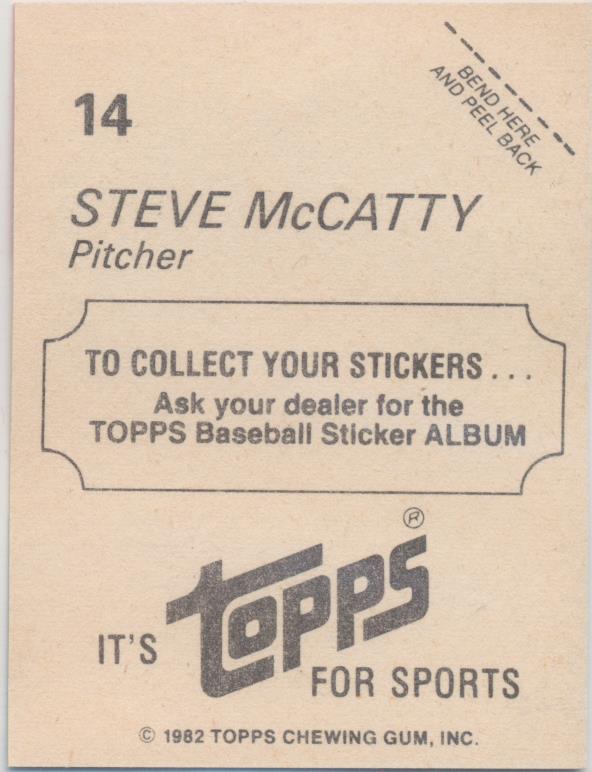 14
BEND HERE
AND PEEL BACK
STEVE McCATTY
Pitcher
TO COLLECT YOUR STICKERS...
Ask your dealer for the
TOPPS Baseball Sticker ALBUM
IT'S topps ®
FOR SPORTS
© 1982 TOPPS CHEWING GUM, INC.